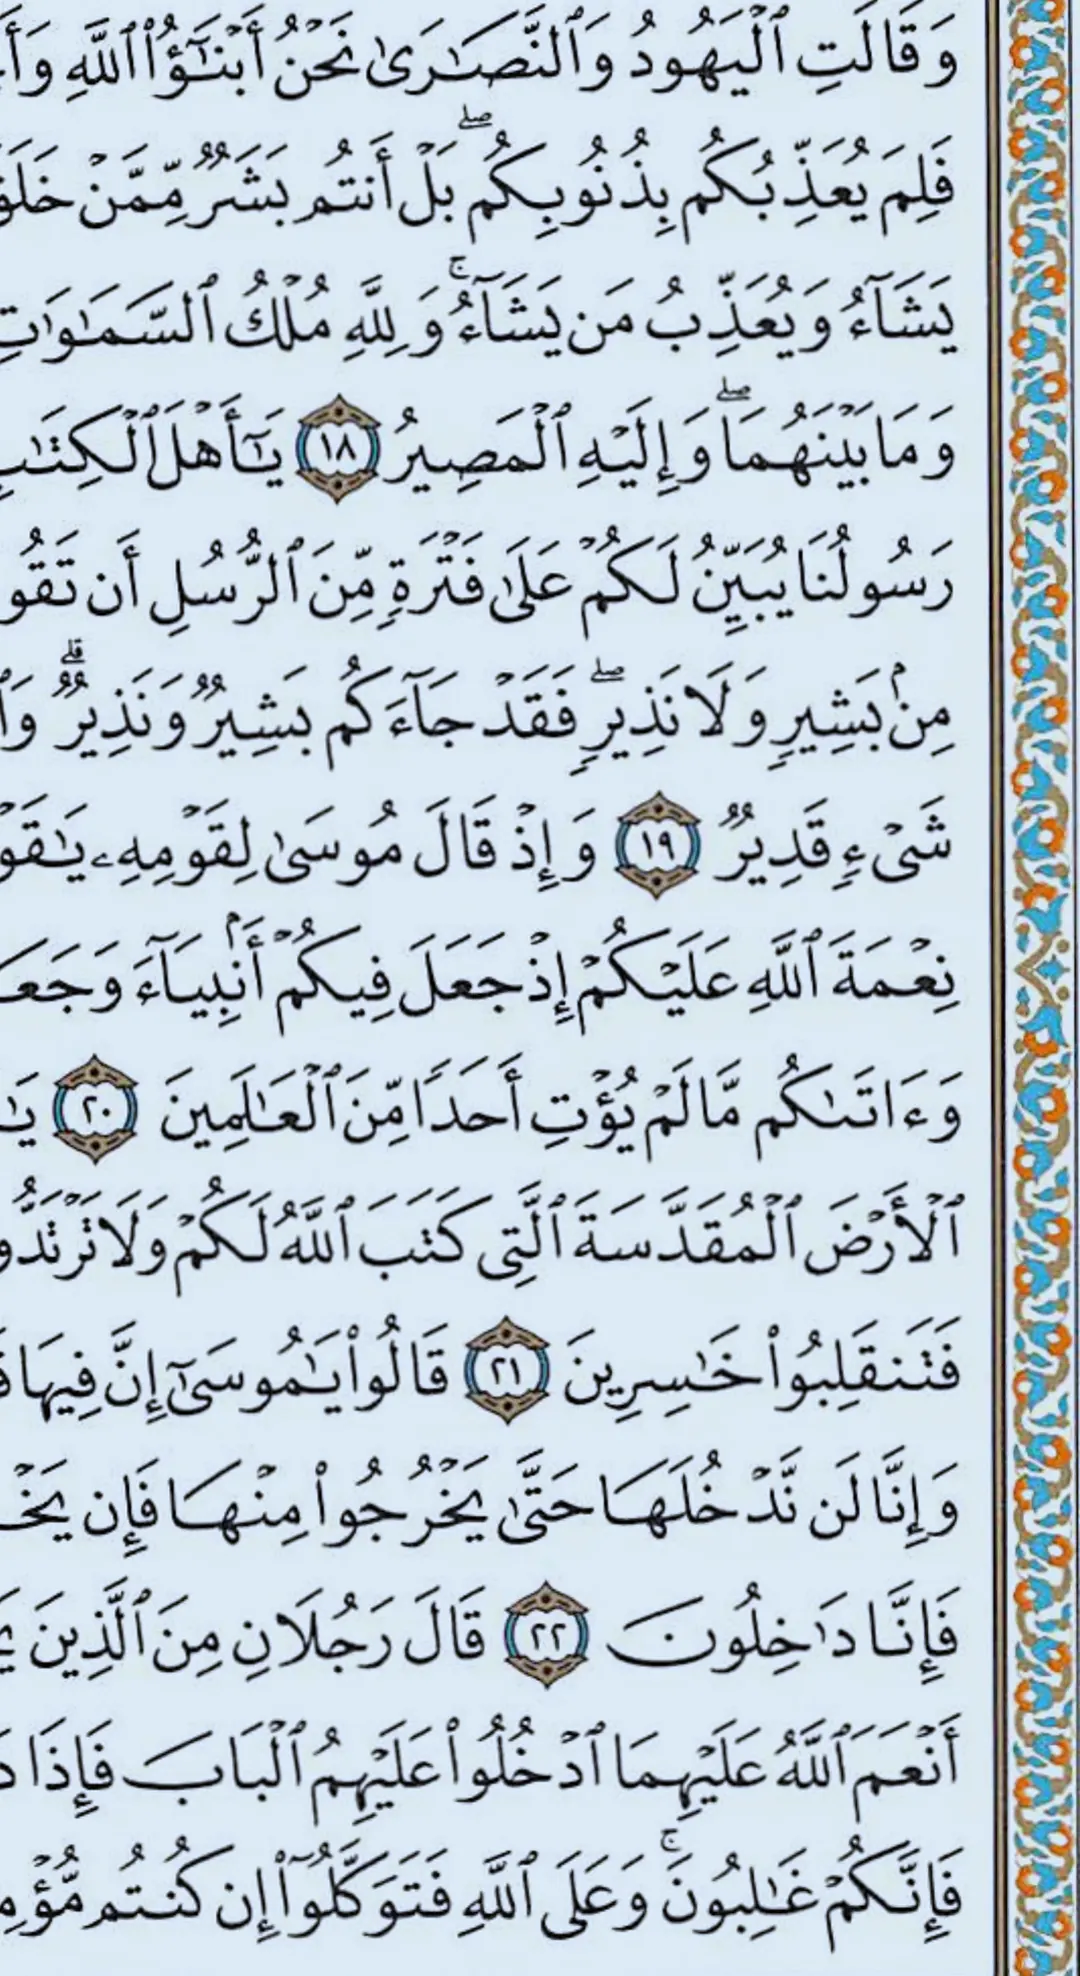 وَقَالَتِ ٱلْيَهُودُ وَٱلنَّصَـٰرَىٰ نَحْنُ أَبْنَـٰٓؤُا۟ ٱللَّهِ
فَلِمَ يُعَذِّبُكُم بِذُنُوبِكُم ۖ بَلْ أَنتُم بَشَرٌ مِّمَّنْ خَلَقَ
يَشَآءُ وَيُعَذِّبُ مَن يَشَآءُ ۚ وَلِلَّهِ مُلْكُ ٱلسَّمَـٰوَٰتِ
وَمَا بَيْنَهُمَا ۖ وَإِلَيْهِ ٱلْمَصِيرُ ١٨ يَـٰٓأَهْلَ ٱلْكِتَـٰبِ
رَسُولُنَا يُبَيِّنُ لَكُمْ عَلَىٰ فَتْرَةٍ مِّنَ ٱلرُّسُلِ أَن تَقُو
مِنۢ بَشِيرٍ وَلَا نَذِيرٍ ۖ فَقَدْ جَآءَكُم بَشِيرٌ وَنَذِيرٌ ۗ
شَىْءٍ قَدِيرٌ ١٩ وَإِذْ قَالَ مُوسَىٰ لِقَوْمِهِۦ يَـٰقَوْ
نِعْمَةَ ٱللَّهِ عَلَيْكُمْ إِذْ جَعَلَ فِيكُمْ أَنۢبِيَآءَ وَجَعَـ
وَءَاتَىٰكُم مَّا لَمْ يُؤْتِ أَحَدًا مِّنَ ٱلْعَـٰلَمِينَ ٢٠ يَـٰ
ٱلْأَرْضَ ٱلْمُقَدَّسَةَ ٱلَّتِى كَتَبَ ٱللَّهُ لَكُمْ وَلَا تَرْتَدُّو
فَتَنقَلِبُوا۟ خَـٰسِرِينَ ٢١ قَالُوا۟ يَـٰمُوسَىٰٓ إِنَّ فِيهَا
وَإِنَّا لَن نَّدْخُلَهَا حَتَّىٰ يَخْرُجُوا۟ مِنْهَا فَإِن يَخْـ
فَإِنَّا دَٰخِلُونَ ٢٢ قَالَ رَجُلَانِ مِنَ ٱلَّذِينَ
أَنْعَمَ ٱللَّهُ عَلَيْهِمَا ٱدْخُلُوا۟ عَلَيْهِمُ ٱلْبَابَ فَإِذَا
فَإِنَّكُمْ غَـٰلِبُونَ ۚ وَعَلَى ٱللَّهِ فَتَوَكَّلُوٓا۟ إِن كُنتُم مُّؤْمِـ